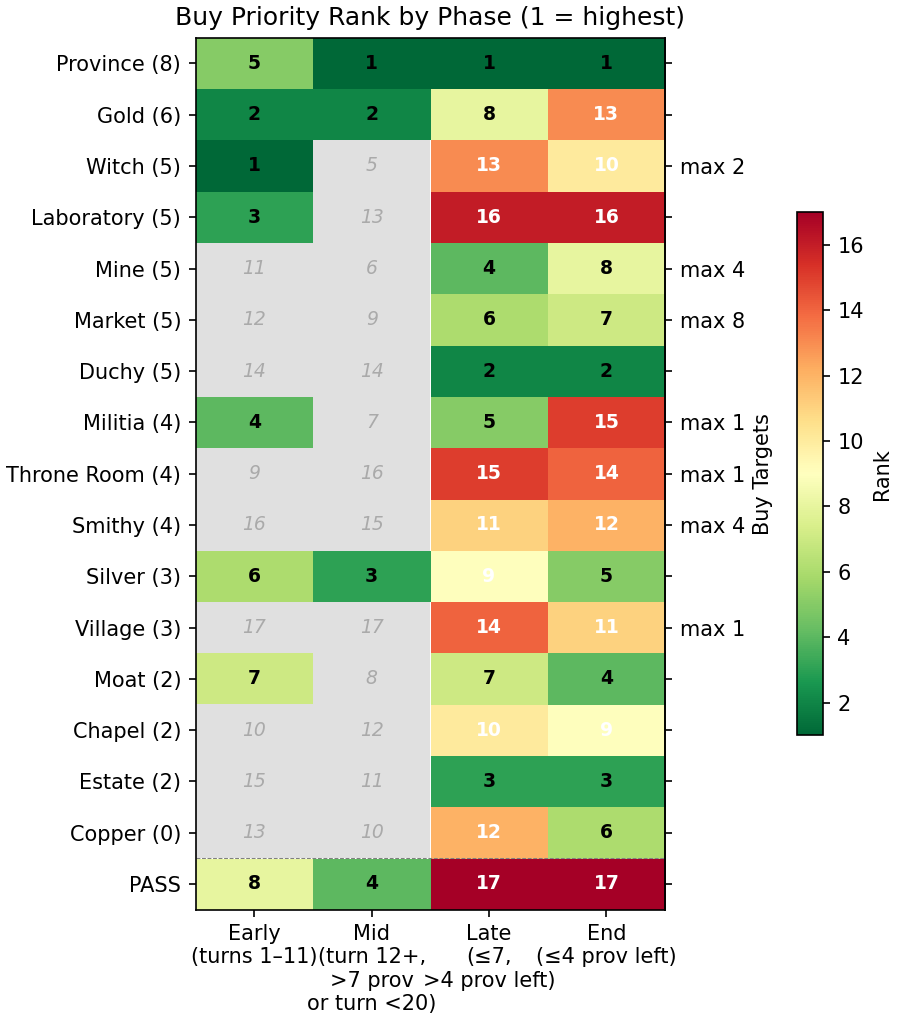 Buy Priority Rank by Phase (1 = highest)
Province (8) 5 1 1 1
Gold (6) 2 2 8 13
Witch (5) 1 5 13 10 max 2
Laboratory (5) 3 13 16 16
Mine (5) 11 6 4 8 max 4
Market (5) 12 9 6 7 max 8
Duchy (5) 14 14 2 2
Militia (4) 4 7 5 15 max 1
Throne Room (4) 9 16 15 14 max 1
Smithy (4) 16 15 11 12 max 4
Silver (3) 6 3 9 5
Village (3) 17 17 14 11 max 1
Moat (2) 7 8 7 4
Chapel (2) 10 12 10 9
Estate (2) 15 11 3 3
Copper (0) 13 10 12 6
PASS 8 4 17 17
Early
(turns 1–11)
Mid
(turn 12+,
>7 prov
or turn <20)
Late
(≤7,
>4 prov left)
End
(≤4 prov left)
Buy Targets
16
14
12
10
8
6
4
2
Rank